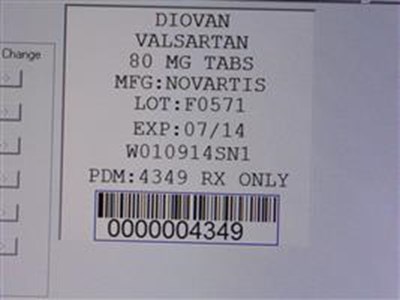 Change
DIOVAN
VALSARTAN
80 MG TABS
MFG:NOVARTIS
LOT:F0571
EXP:07/14
W010914SN1
PDM:4349 RX ONLY
0000004349